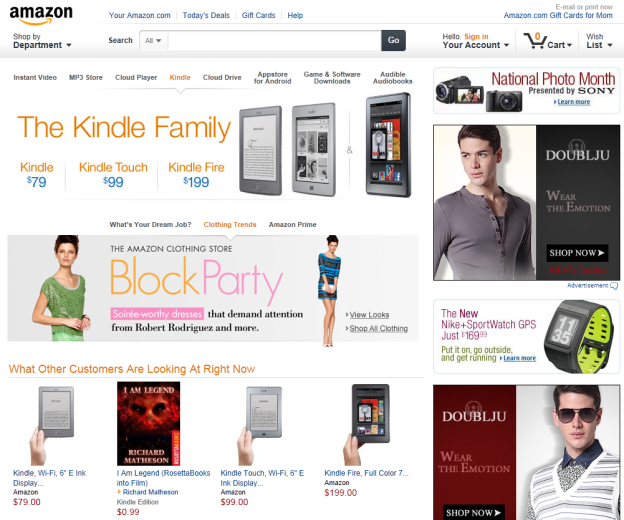 amazon
Your Amazon.com | Today's Deals | Gift Cards | Help
E-mail or print now
Amazon.com Gift Cards for Mom
Shop by
Department
Search
All
Go
Hello. Sign in
Your Account
0
Cart
Wish
List
Instant Video
MP3 Store
Cloud Player
Kindle
Cloud Drive
Appstore
for Android
Game & Software
Downloads
Audible
Audiobooks
The Kindle Family
Kindle
$79
Kindle Touch
$99
Kindle Fire
$199
&
National Photo Month
Presented by SONY
Learn more
DOUBLJU
WEAR
THE EMOTION
SHOP NOW
Advertisement
What's Your Dream Job?
Clothing Trends
Amazon Prime
THE AMAZON CLOTHING STORE
BlockParty
Soirée-worthy dresses that demand attention
from Robert Rodriguez and more.
View Looks
Shop All Clothing
The New
Nike+SportWatch GPS
Just $169.99
Put it on, go outside,
and get running
Learn more
What Other Customers Are Looking At Right Now
I AM LEGEND
RICHARD
MATHESON
Kindle, Wi-Fi, 6" E Ink
Display...
Amazon
$79.00
I Am Legend (RosettaBooks
into Film)
Richard Matheson
Kindle Edition
$0.99
Kindle Touch, Wi-Fi, 6" E
Ink Display...
Amazon
$99.00
Kindle Fire, Full Color 7...
Amazon
$199.00
DOUBLJU
WEAR
THE EMOTION
SHOP NOW